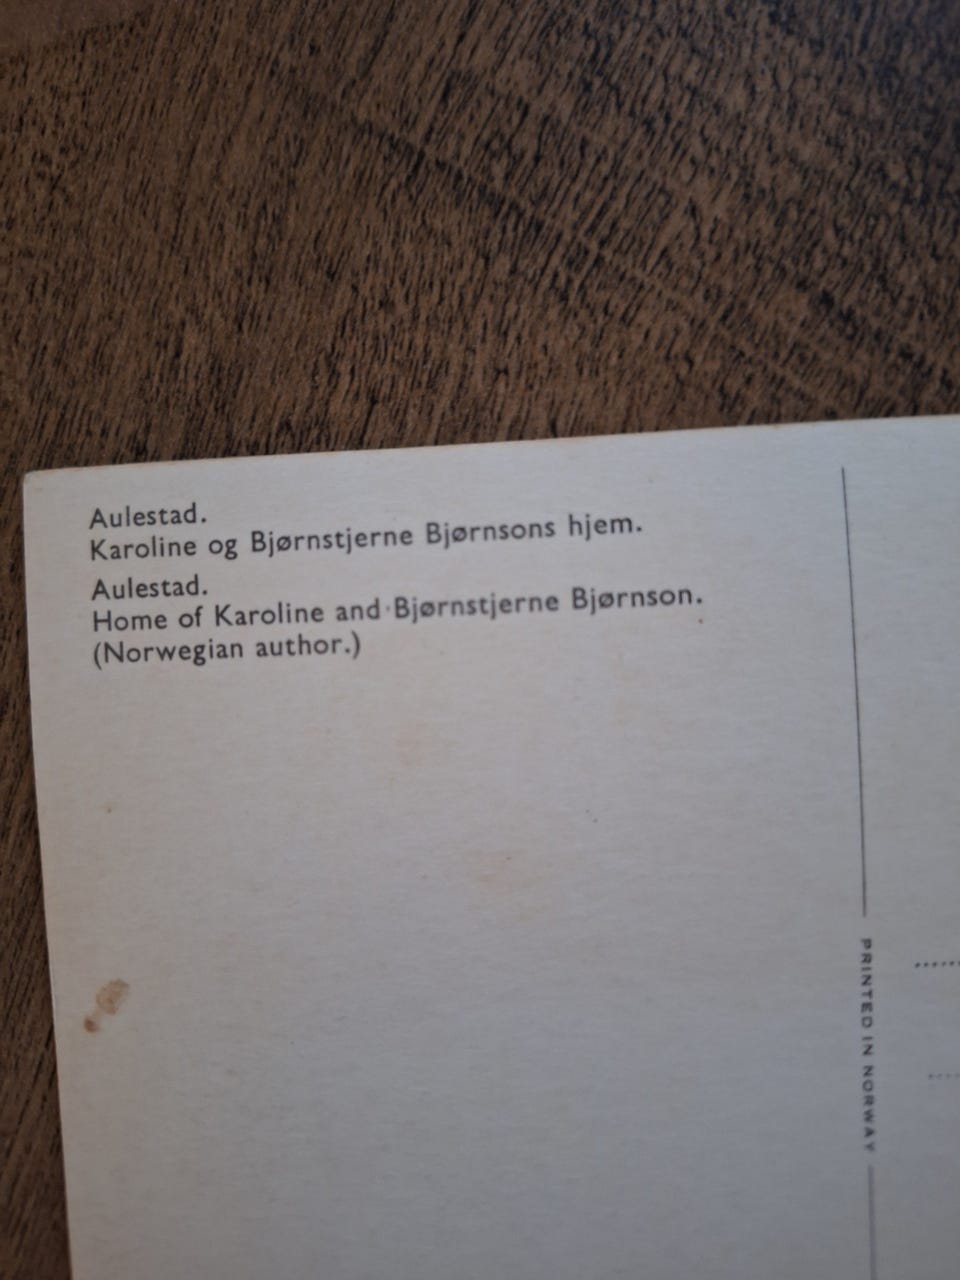 Aulestad.
Karoline og Bjørnstjerne Bjørnsons hjem.
Aulestad.
Home of Karoline and Bjørnstjerne Bjørnson.
(Norwegian author.)
PRINTED IN NORWAY